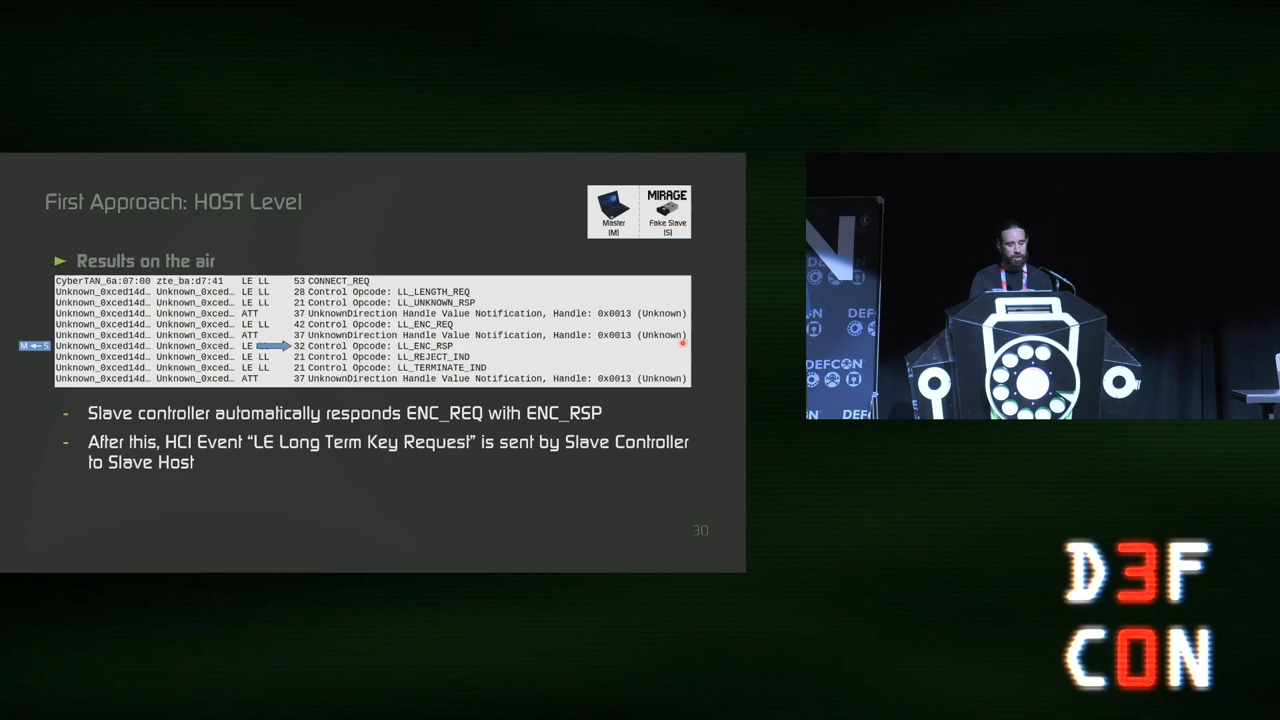 First Approach: HOST Level
MIRAGE
Master
(M)
Fake Slave
(S)
Results on the air
CyberTAN_6a:07:00 zte_ba:d7:41 LE LL 53 CONNECT_REQ
Unknown_0xced14d… Unknown_0xced… LE LL 28 Control Opcode: LL_LENGTH_REQ
Unknown_0xced14d… Unknown_0xced… LE LL 21 Control Opcode: LL_UNKNOWN_RSP
Unknown_0xced14d… Unknown_0xced… ATT 37 UnknownDirection Handle Value Notification, Handle: 0x0013 (Unknown)
Unknown_0xced14d… Unknown_0xced… LE LL 42 Control Opcode: LL_ENC_REQ
Unknown_0xced14d… Unknown_0xced… ATT 37 UnknownDirection Handle Value Notification, Handle: 0x0013 (Unknown)
M S Unknown_0xced14d… Unknown_0xced… LE 32 Control Opcode: LL_ENC_RSP
Unknown_0xced14d… Unknown_0xced… LE LL 21 Control Opcode: LL_REJECT_IND
Unknown_0xced14d… Unknown_0xced… LE LL 21 Control Opcode: LL_TERMINATE_IND
Unknown_0xced14d… Unknown_0xced… ATT 37 UnknownDirection Handle Value Notification, Handle: 0x0013 (Unknown)
- Slave controller automatically responds ENC_REQ with ENC_RSP
- After this, HCI Event “LE Long Term Key Request” is sent by Slave Controller
to Slave Host
30
N
®
DEFCON
DEF
D3F
C0N